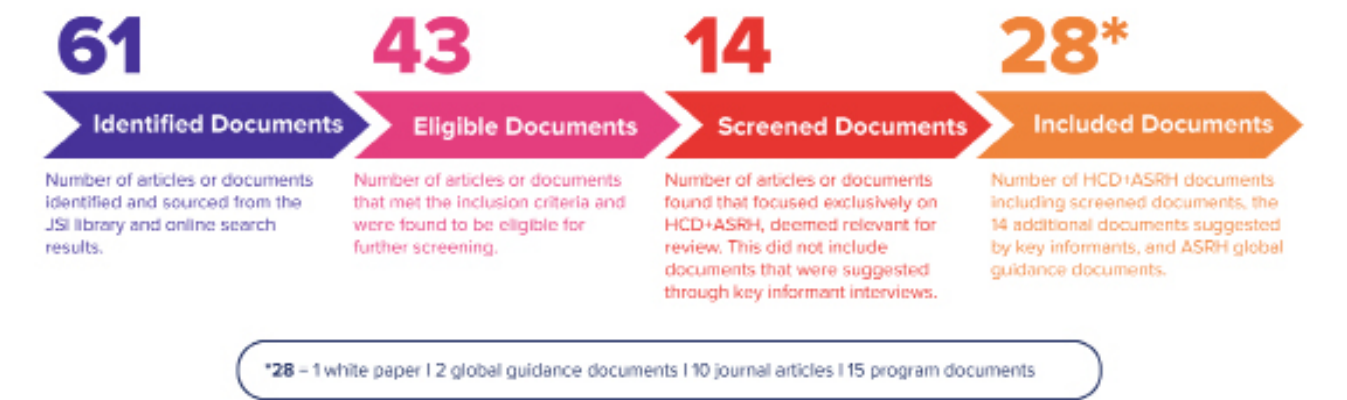 61
Identified Documents
Number of articles or documents
identified and sourced from the
JSI library and online search
results.
43
Eligible Documents
Number of articles or documents
that met the inclusion criteria and
were found to be eligible for
further screening.
14
Screened Documents
Number of articles or documents
found that focused exclusively on
HCD+ASRH, deemed relevant for
review. This did not include
documents that were suggested
through key informant interviews.
28*
Included Documents
Number of HCD+ASRH documents
including screened documents, the
14 additional documents suggested
by key informants, and ASRH global
guidance documents.
*28 – 1 white paper I 2 global guidance documents I 10 journal articles I 15 program documents